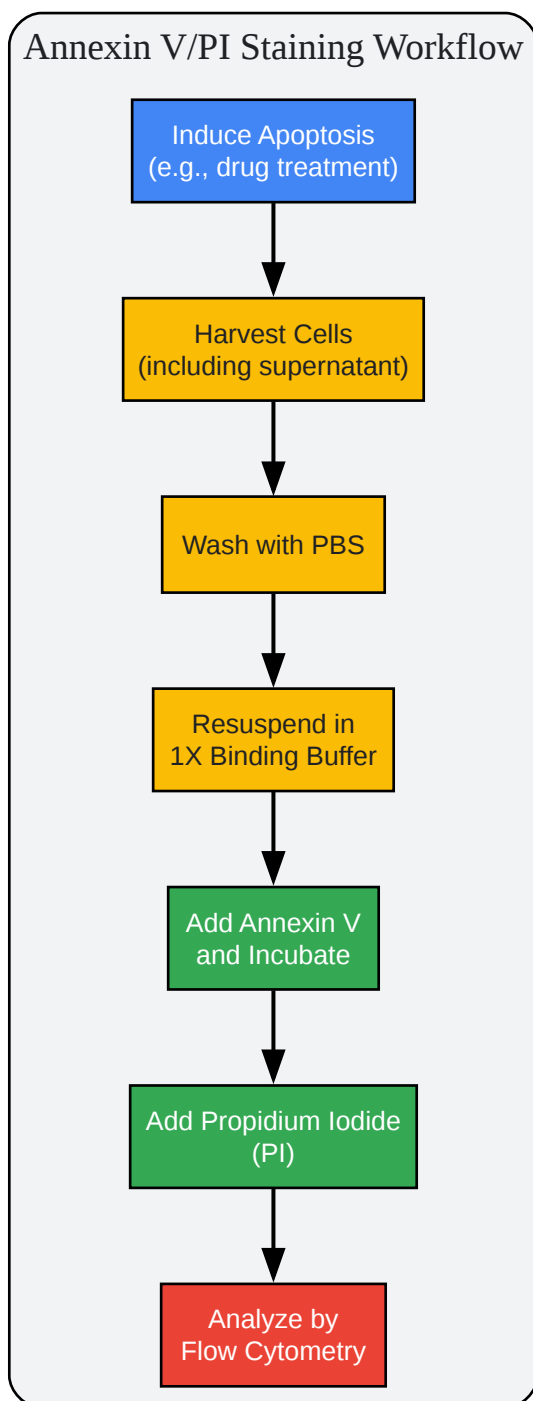 Annexin V/PI Staining Workflow
Induce Apoptosis
(e.g., drug treatment)
Harvest Cells
(including supernatant)
Wash with PBS
Resuspend in
1X Binding Buffer
Add Annexin V
and Incubate
Add Propidium Iodide
(PI)
Analyze by
Flow Cytometry